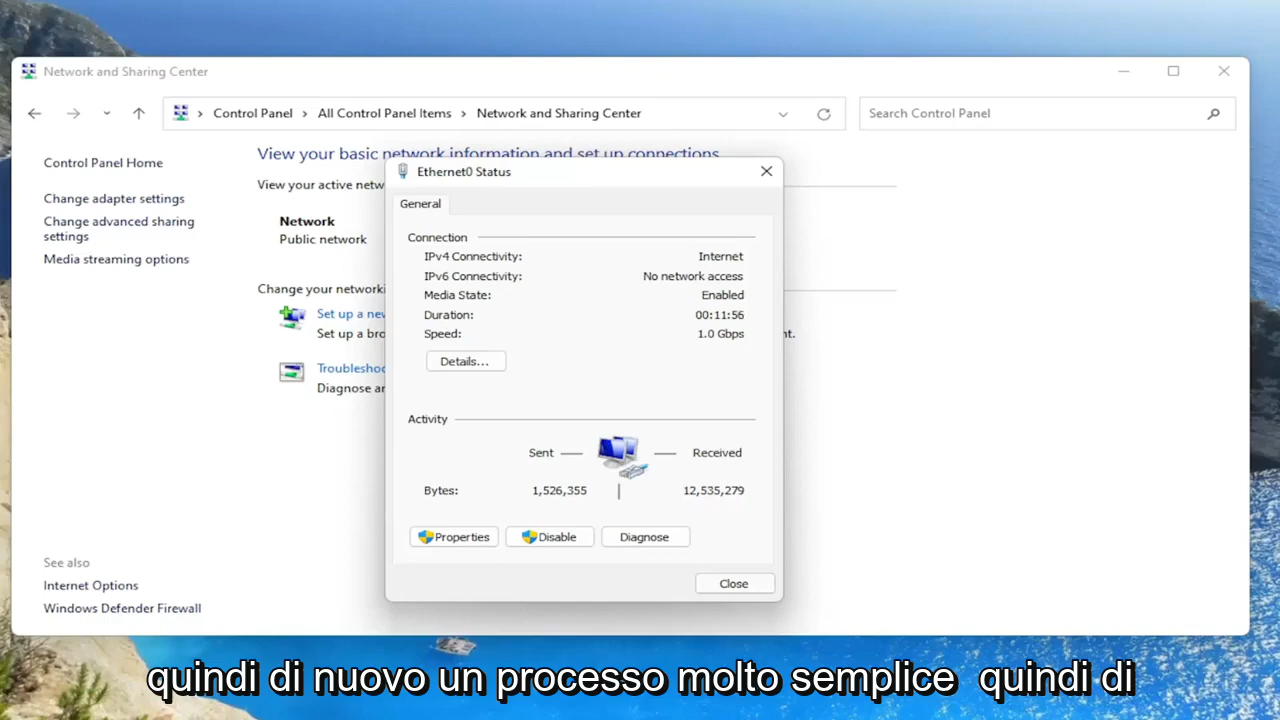 Network and Sharing Center
Control Panel > All Control Panel Items > Network and Sharing Center
Search Control Panel
Control Panel Home
Change adapter settings
Change advanced sharing
settings
Media streaming options
See also
Internet Options
Windows Defender Firewall
View your basic network information and set up connections
View your active netw
Network
Public network
Change your networki
Set up a new
Set up a bro
nt.
Troubleshoo
Diagnose an
Ethernet0 Status
General
Connection
IPv4 Connectivity: Internet
IPv6 Connectivity: No network access
Media State: Enabled
Duration: 00:11:56
Speed: 1.0 Gbps
Details...
Activity
Sent Received
Bytes: 1,526,355 12,535,279
Properties Disable Diagnose
Close
quindi di nuovo un processo molto semplice quindi di